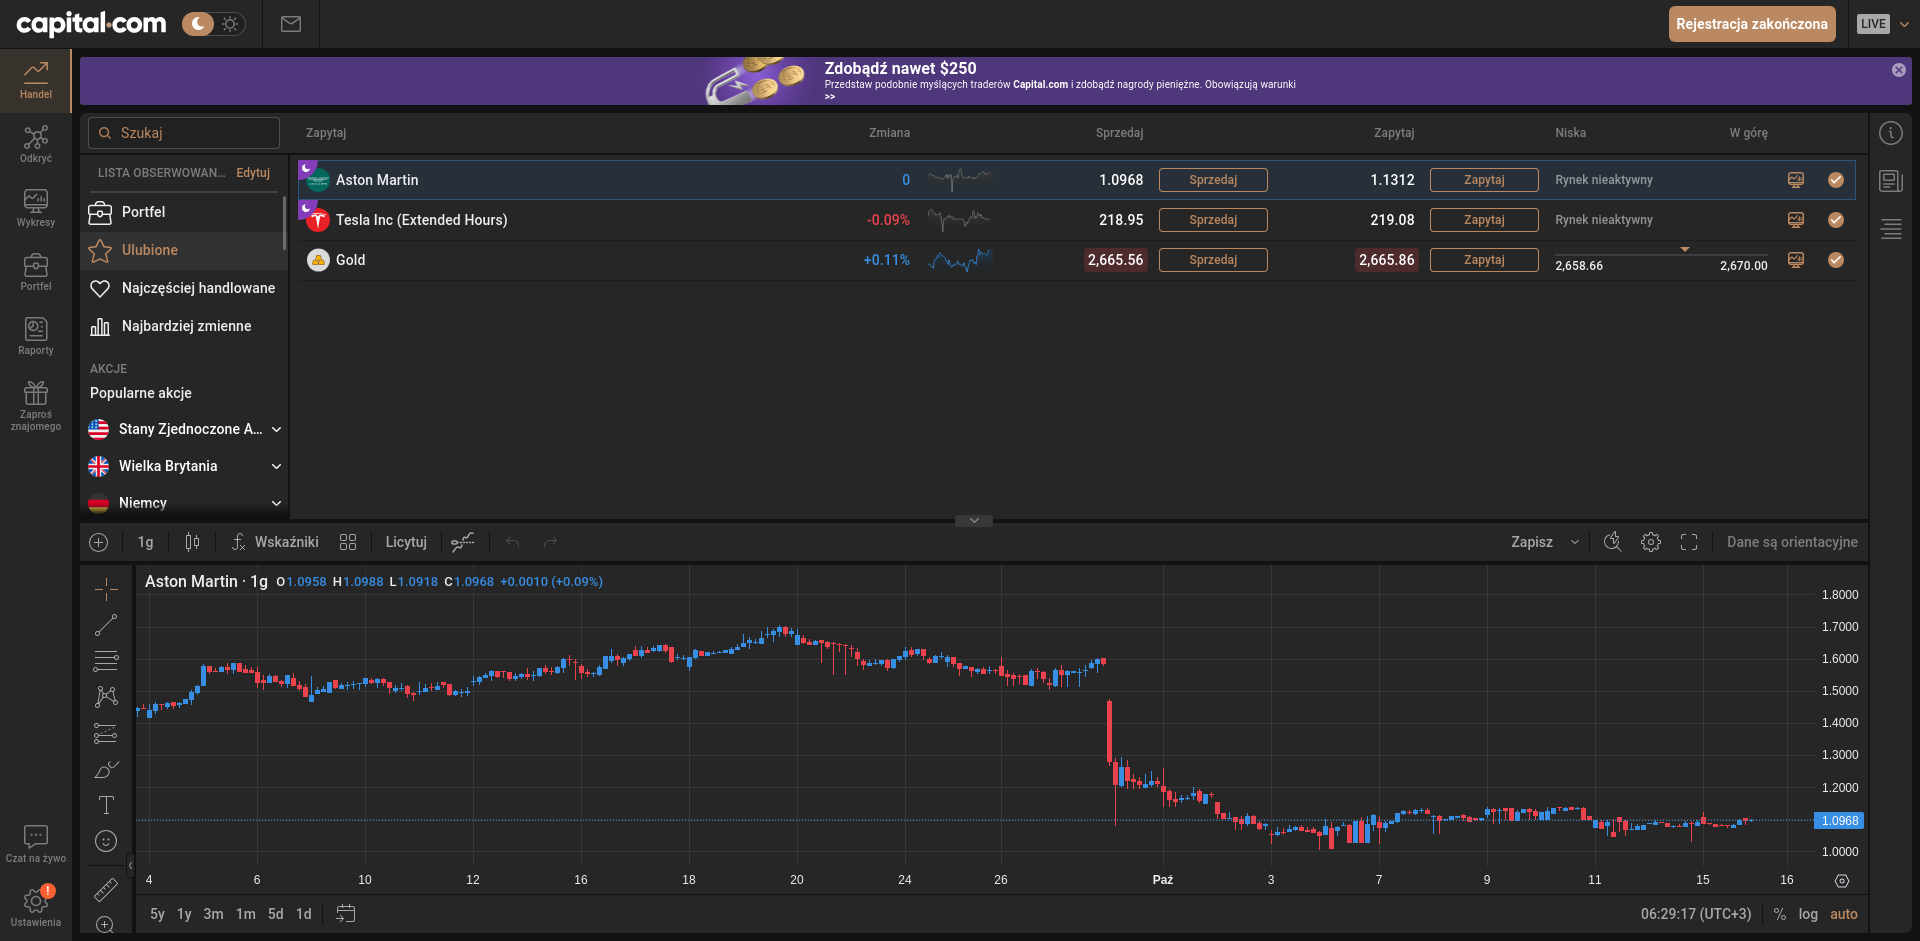 capital.com
Rejestracja zakończona
LIVE
Zdobądź nawet $250
Przedstaw podobnie myślących traderów Capital.com i zdobądź nagrody pieniężne. Obowiązują warunki
>>
Handel
Odkryć
Wykresy
Portfel
Raporty
Zaproś
znajomego
Czat na żywo
!
Ustawienia
Szukaj
LISTA OBSERWOWAN... Edytuj
Portfel
Ulubione
Najczęściej handlowane
Najbardziej zmienne
AKCJE
Popularne akcje
Stany Zjednoczone A...
Wielka Brytania
Niemcy
Zapytaj Zmiana Sprzedaj Zapytaj Niska W górę
Aston Martin 0 1.0968 Sprzedaj 1.1312 Zapytaj Rynek nieaktywny
Tesla Inc (Extended Hours) -0.09% 218.95 Sprzedaj 219.08 Zapytaj Rynek nieaktywny
Gold +0.11% 2,665.56 Sprzedaj 2,665.86 Zapytaj 2,658.66 2,670.00
1g Wskaźniki Licytuj Zapisz Dane są orientacyjne
Aston Martin · 1g O1.0958 H1.0988 L1.0918 C1.0968 +0.0010 (+0.09%)
1.8000
1.7000
1.6000
1.5000
1.4000
1.3000
1.2000
1.0968
1.0000
4 6 10 12 16 18 20 24 26 Paź 3 7 9 11 15 16
5y 1y 3m 1m 5d 1d 06:29:17 (UTC+3) % log auto